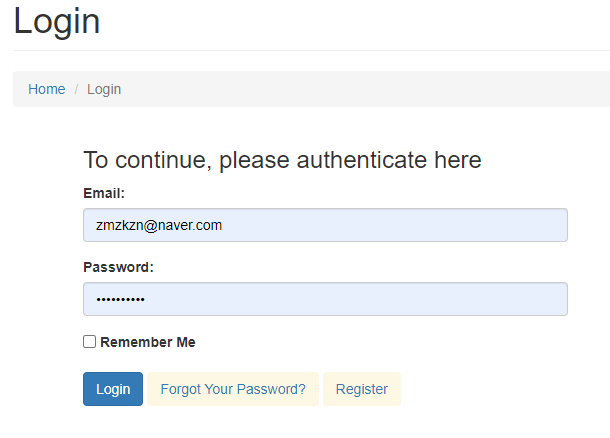 Login
Home / Login
To continue, please authenticate here
Email:
zmzkzn@naver.com
Password:
••••••••••
Remember Me
Login Forgot Your Password? Register